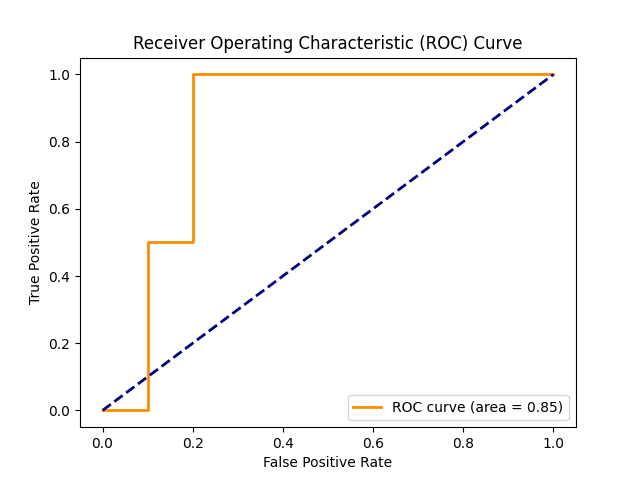 Receiver Operating Characteristic (ROC) Curve
1.0
0.8
0.6
0.4
0.2
0.0
True Positive Rate
ROC curve (area = 0.85)
0.0 0.2 0.4 0.6 0.8 1.0
False Positive Rate